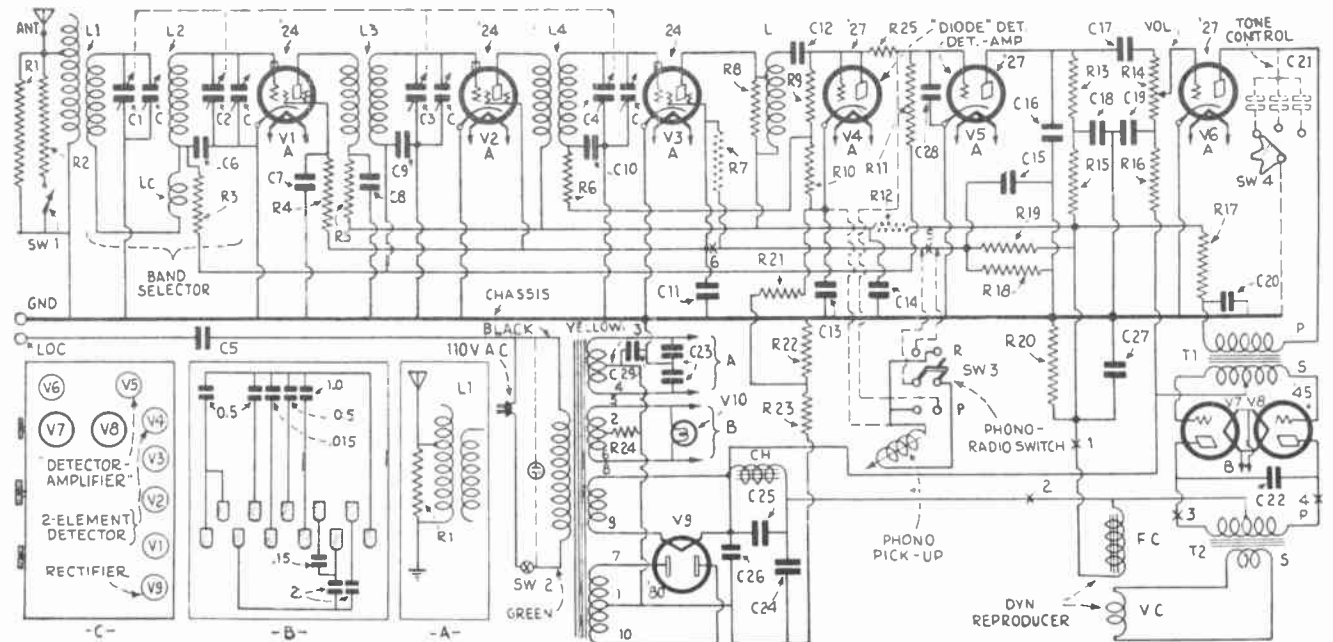 ANT.
L1
L2
'24
L3
'24
L4
'24
L
C12
'27
R25
"DIODE" DET.
DET.-AMP
'27
C17
VOL.
'27
TONE
CONTROL
C21
R1
R2
C1
C
C2
C
V1
A
C3
C
V2
A
C4
C
V3
A
R8
R9
V4
A
R11
C28
V5
A
C16
R13
C18
C19
R14
V6
A
SW 4
LC
C6
R3
C7
R4
R5
C9
C8
R6
C10
R7
R10
R12
C15
R15
R16
R19
R18
R17
SW 1
BAND
SELECTOR
6
5
R21
C11
C13
C14
C20
GND
CHASSIS
LOC
C5
BLACK
YELLOW
110 V A C
3
C23
A
C29
4
5
2
V10
B
R24
6
8
R22
R23
R
SW 3
P
PHONO-
RADIO SWITCH
PHONO
PICK-UP
R20
C27
1
T1
P
S
V7
V8
45
B
C22
2
3
4
P
T2
S
FC
VC
DYN
REPRODUCER
CH
C25
C26
C24
9
7
1
10
V9
80
SW 2
GREEN
V6
V5
V7
V8
V4
V3
V2
V1
V9
DETECTOR-
AMPLIFIER"
2-ELEMENT
DETECTOR
RECTIFIER
-C-
0.5
1.0
0.5
.015
.15
2.
-B-
L1
R1
-A-